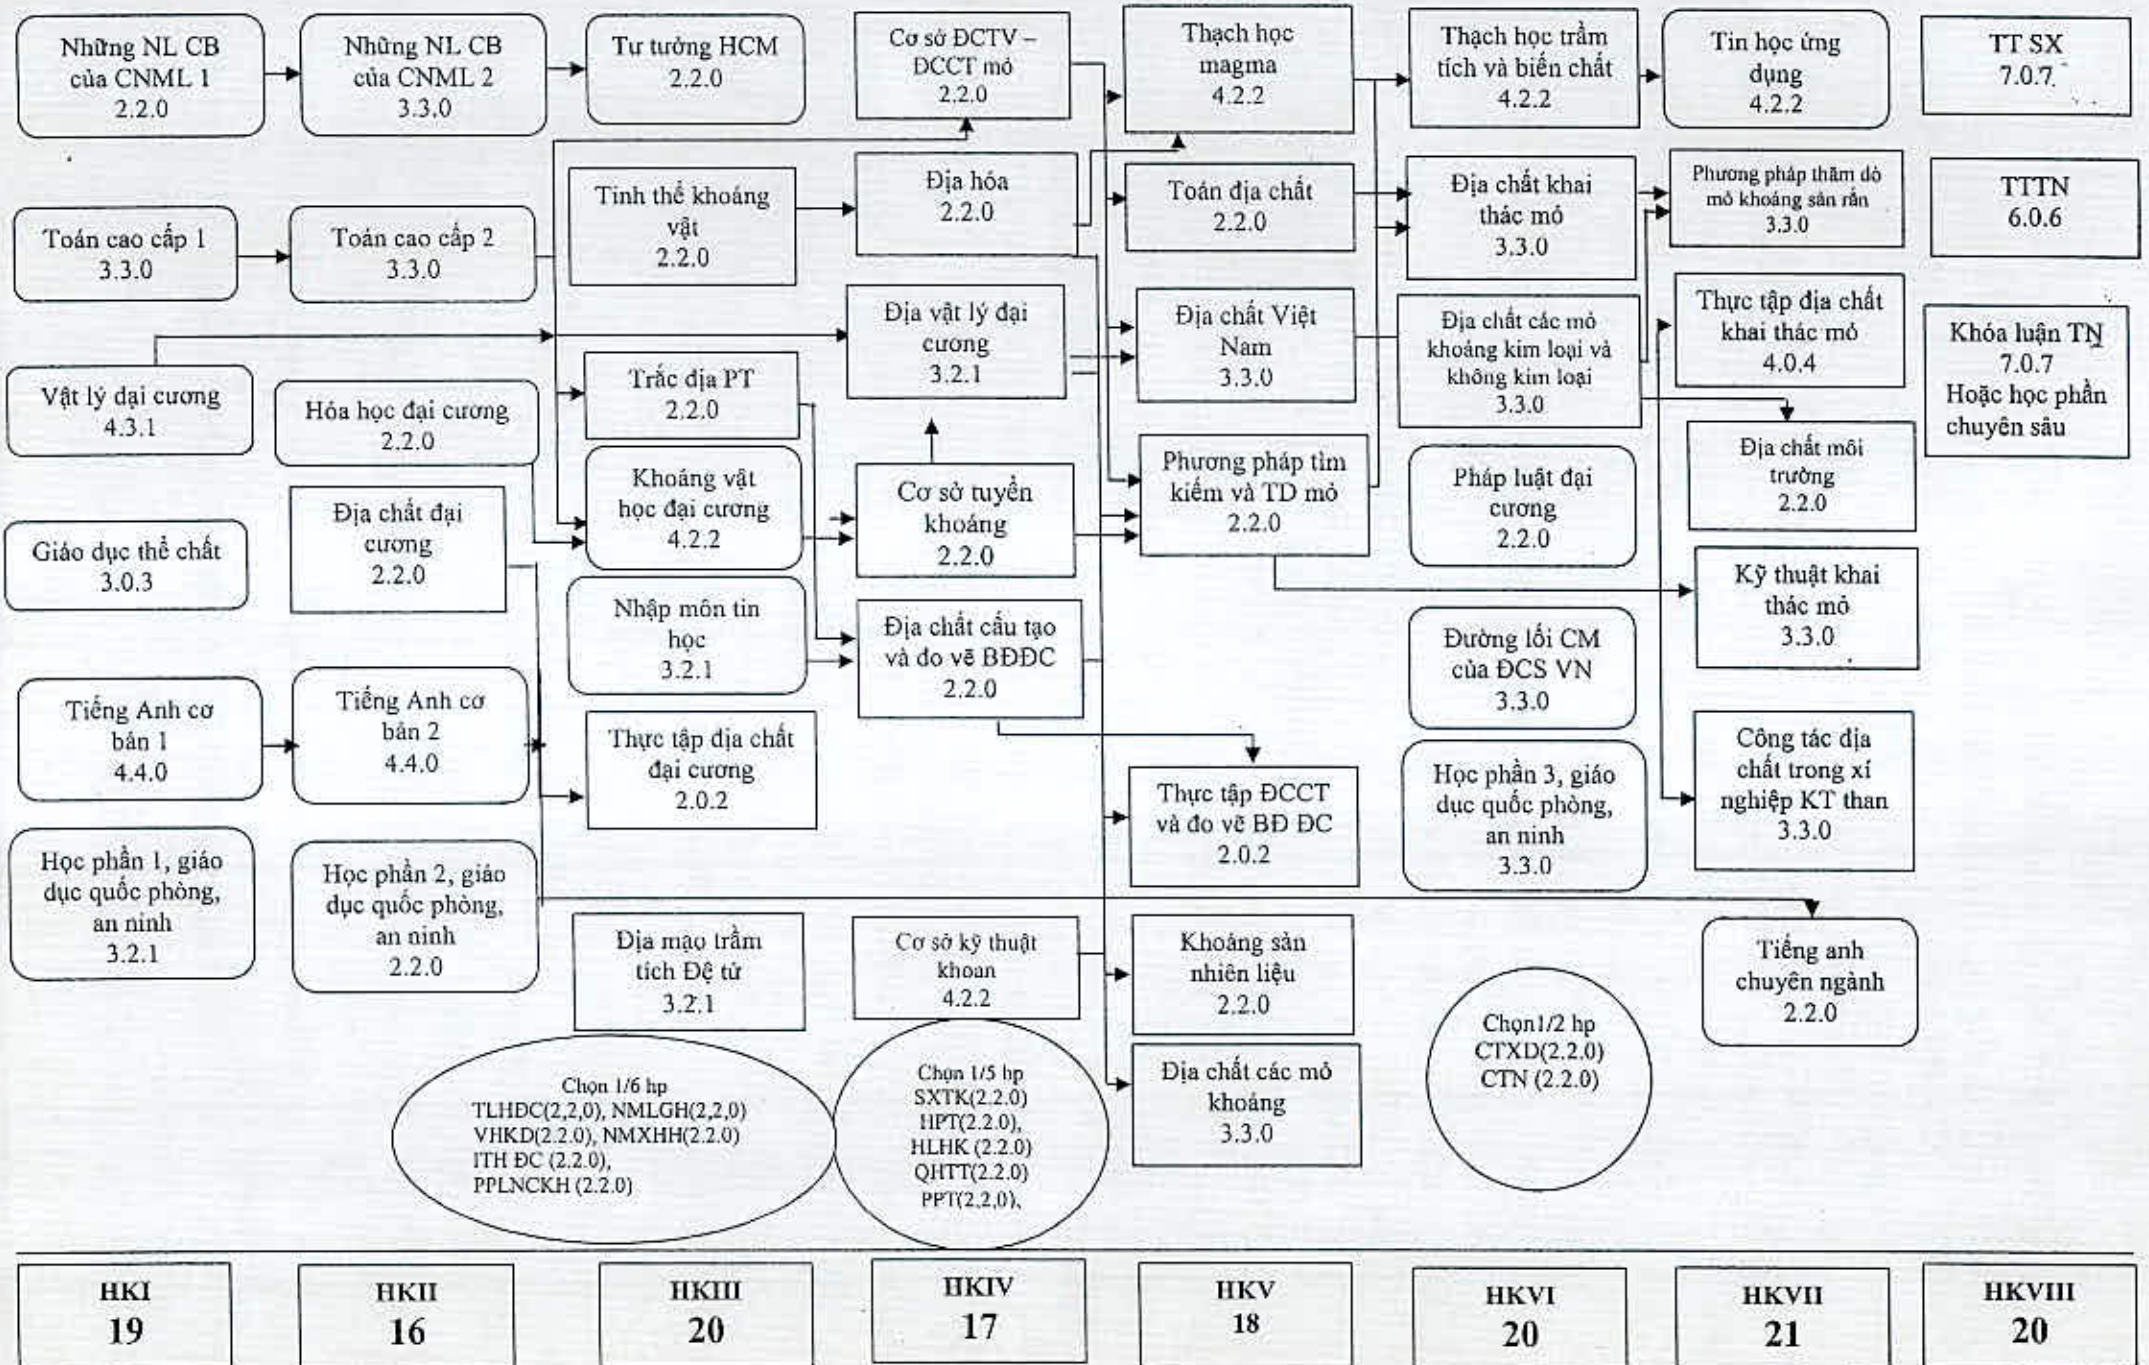 Những NL CB
của CNML 1
2.2.0
Những NL CB
của CNML 2
3.3.0
Tư tưởng HCM
2.2.0
Cơ sở ĐCTV –
ĐCCT mỏ
2.2.0
Thạch học
magma
4.2.2
Thạch học trầm
tích và biến chất
4.2.2
Tin học ứng
dụng
4.2.2
TT SX
7.0.7
Toán cao cấp 1
3.3.0
Toán cao cấp 2
3.3.0
Tinh thể khoáng
vật
2.2.0
Địa hóa
2.2.0
Toán địa chất
2.2.0
Địa chất khai
thác mỏ
3.3.0
Phương pháp thăm dò
mỏ khoáng sản rắn
3.3.0
TTTN
6.0.6
Vật lý đại cương
4.3.1
Hóa học đại cương
2.2.0
Trắc địa PT
2.2.0
Địa vật lý đại
cương
3.2.1
Địa chất Việt
Nam
3.3.0
Địa chất các mỏ
khoáng kim loại và
không kim loại
3.3.0
Thực tập địa chất
khai thác mỏ
4.0.4
Khóa luận TN
7.0.7
Hoặc học phần
chuyên sâu
Giáo dục thể chất
3.0.3
Địa chất đại
cương
2.2.0
Khoáng vật
học đại cương
4.2.2
Cơ sở tuyển
khoáng
2.2.0
Phương pháp tìm
kiếm và TD mỏ
2.2.0
Pháp luật đại
cương
2.2.0
Địa chất môi
trường
2.2.0
Nhập môn tin
học
3.2.1
Địa chất cấu tạo
và đo vẽ BĐĐC
2.2.0
Đường lối CM
của ĐCS VN
3.3.0
Kỹ thuật khai
thác mỏ
3.3.0
Tiếng Anh cơ
bản 1
4.4.0
Tiếng Anh cơ
bản 2
4.4.0
Thực tập địa chất
đại cương
2.0.2
Thực tập ĐCCT
và đo vẽ BĐ ĐC
2.0.2
Học phần 3, giáo
dục quốc phòng,
an ninh
3.3.0
Công tác địa
chất trong xí
nghiệp KT than
3.3.0
Học phần 1, giáo
dục quốc phòng,
an ninh
3.2.1
Học phần 2, giáo
dục quốc phòng,
an ninh
2.2.0
Địa mạo trầm
tích Đệ tứ
3.2.1
Cơ sở kỹ thuật
khoan
4.2.2
Khoáng sản
nhiên liệu
2.2.0
Tiếng anh
chuyên ngành
2.2.0
Chọn 1/6 hp
TLHĐC(2,2,0), NMLGH(2,2,0)
VHKD(2.2.0), NMXHH(2.2.0)
ITH ĐC (2.2.0),
PPLNCKH (2.2.0)
Chọn 1/5 hp
SXTK(2.2.0)
HPT(2.2.0),
HLHK (2.2.0)
QHTT(2.2.0)
PPT(2,2,0),
Địa chất các mỏ
khoáng
3.3.0
Chọn1/2 hp
CTXD(2.2.0)
CTN (2.2.0)
HKI
19
HKII
16
HKIII
20
HKIV
17
HKV
18
HKVI
20
HKVII
21
HKVIII
20